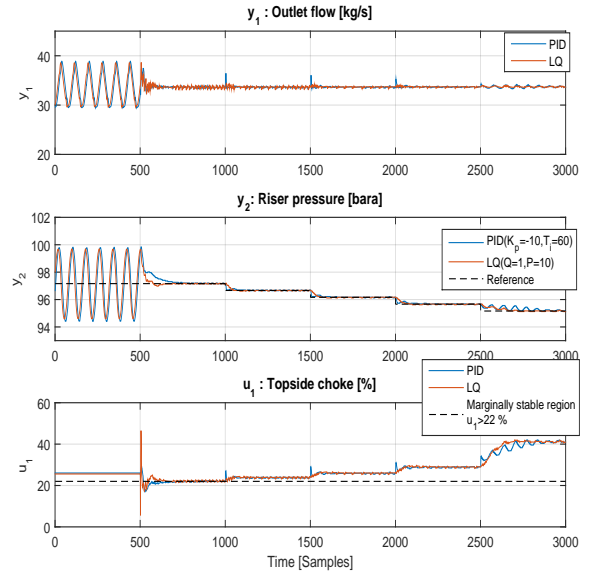 y1 : Outlet flow [kg/s]
40
30
20
y1
0 500 1000 1500 2000 2500 3000
PID
LQ
y2: Riser pressure [bara]
102
100
98
96
94
y2
0 500 1000 1500 2000 2500 3000
PID(Kp=-10,Ti=60)
LQ(Q=1,P=10)
Reference
u1 : Topside choke [%]
PID
LQ
Marginally stable region
u1>22 %
60
40
20
0
u1
0 500 1000 1500 2000 2500 3000
Time [Samples]